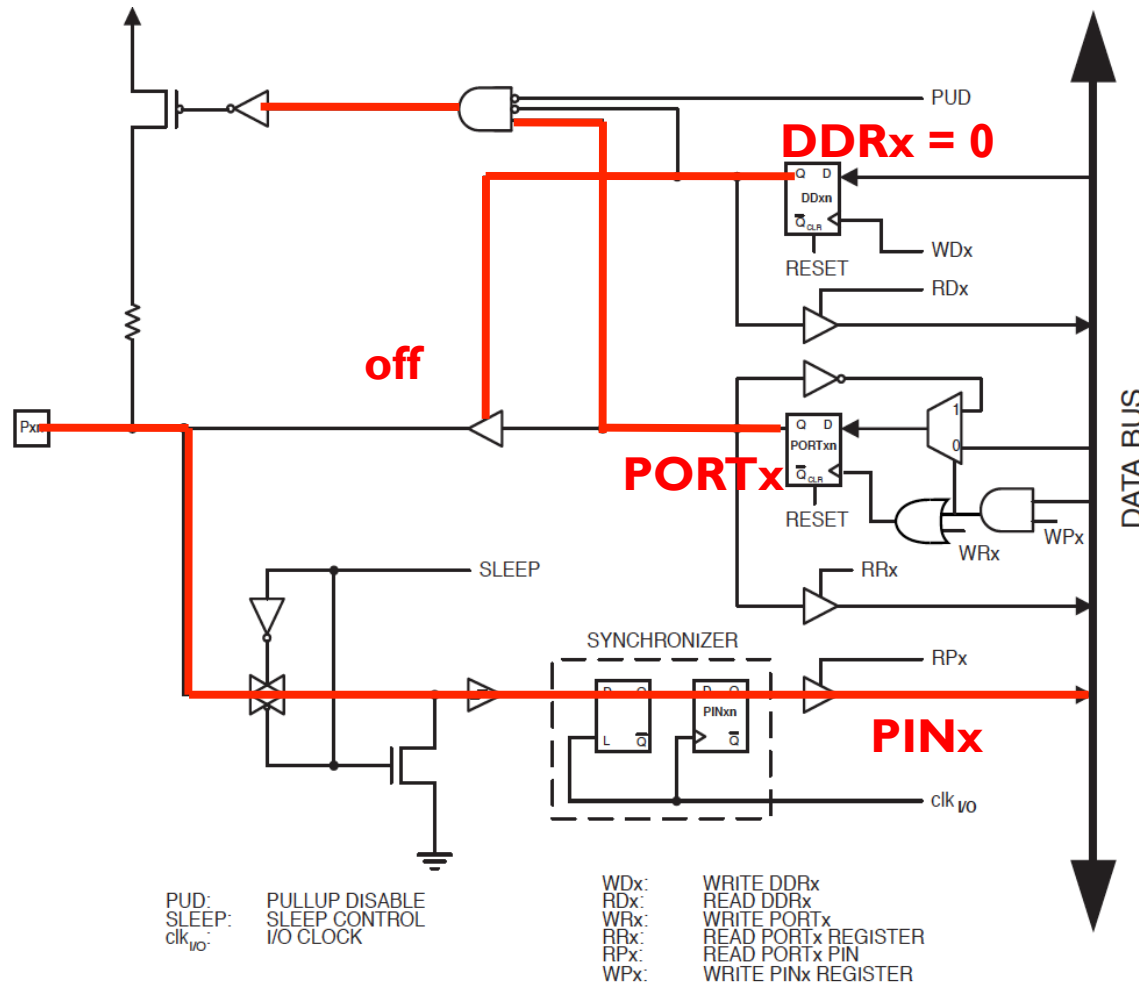 PUD
DDRx = 0
Q D
DDxn
Q CLR
WDx
RESET
RDx
off
Pxn
1
Q D
PORTxn
0
PORTx
Q CLR
RESET
WRx
WPx
DATA BUS
SLEEP
RRx
SYNCHRONIZER
RPx
D Q
D Q
PINxn
L Q
Q
PINx
clk I/O
PUD: PULLUP DISABLE
SLEEP: SLEEP CONTROL
clk I/O: I/O CLOCK
WDx: WRITE DDRx
RDx: READ DDRx
WRx: WRITE PORTx
RRx: READ PORTx REGISTER
RPx: READ PORTx PIN
WPx: WRITE PINx REGISTER